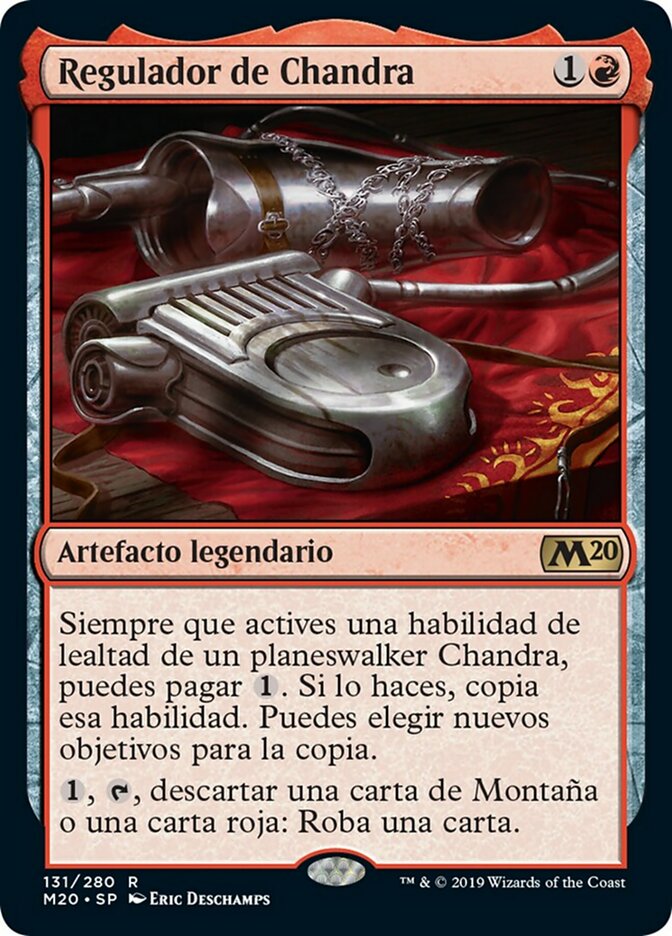 Regulador de Chandra 1
Artefacto legendario M20
Siempre que actives una habilidad de
lealtad de un planeswalker Chandra,
puedes pagar 1. Si lo haces, copia
esa habilidad. Puedes elegir nuevos
objetivos para la copia.
1, , descartar una carta de Montaña
o una carta roja: Roba una carta.
131/280 R
M20 • SP Eric Deschamps
™ & © 2019 Wizards of the Coast